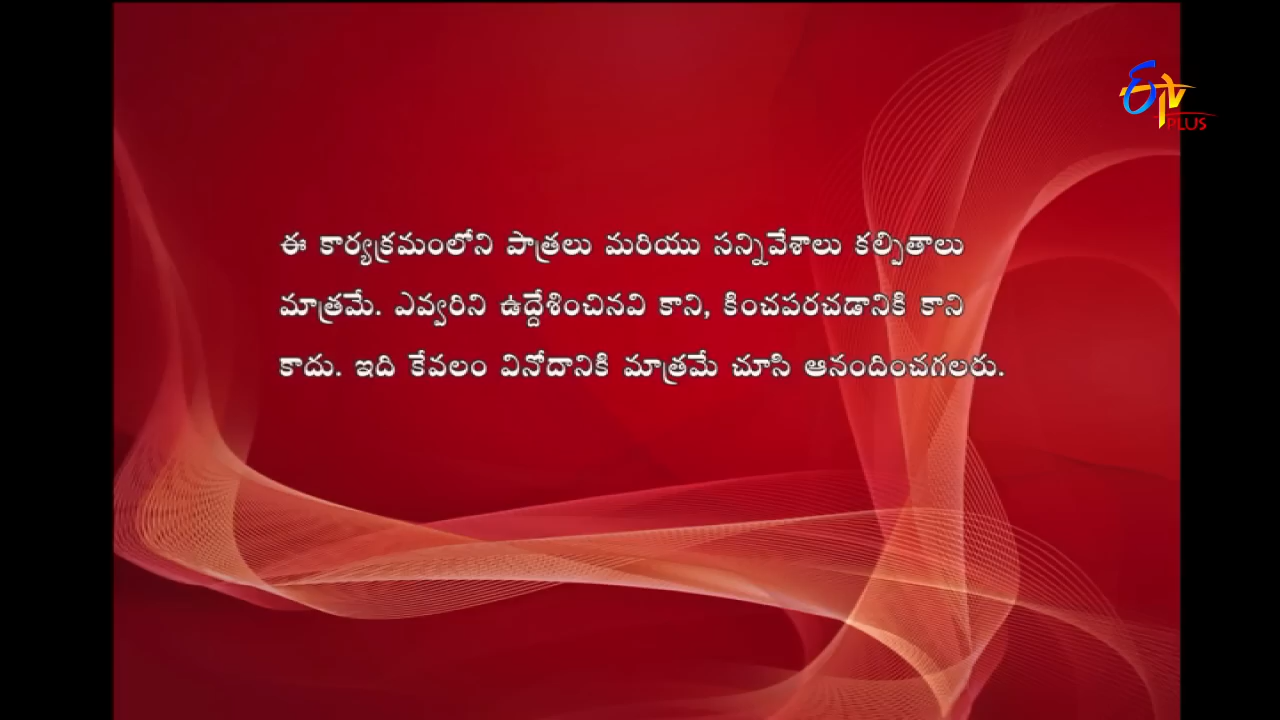 ETV
PLUS
ఈ కార్యక్రమంలోని పాత్రలు మరియు సన్నివేశాలు కల్పితాలు
మాత్రమే. ఎవ్వరిని ఉద్దేశించినవి కాని, కించపరచడానికి కాని
కాదు. ఇది కేవలం వినోదానికి మాత్రమే చూసి ఆనందించగలరు.